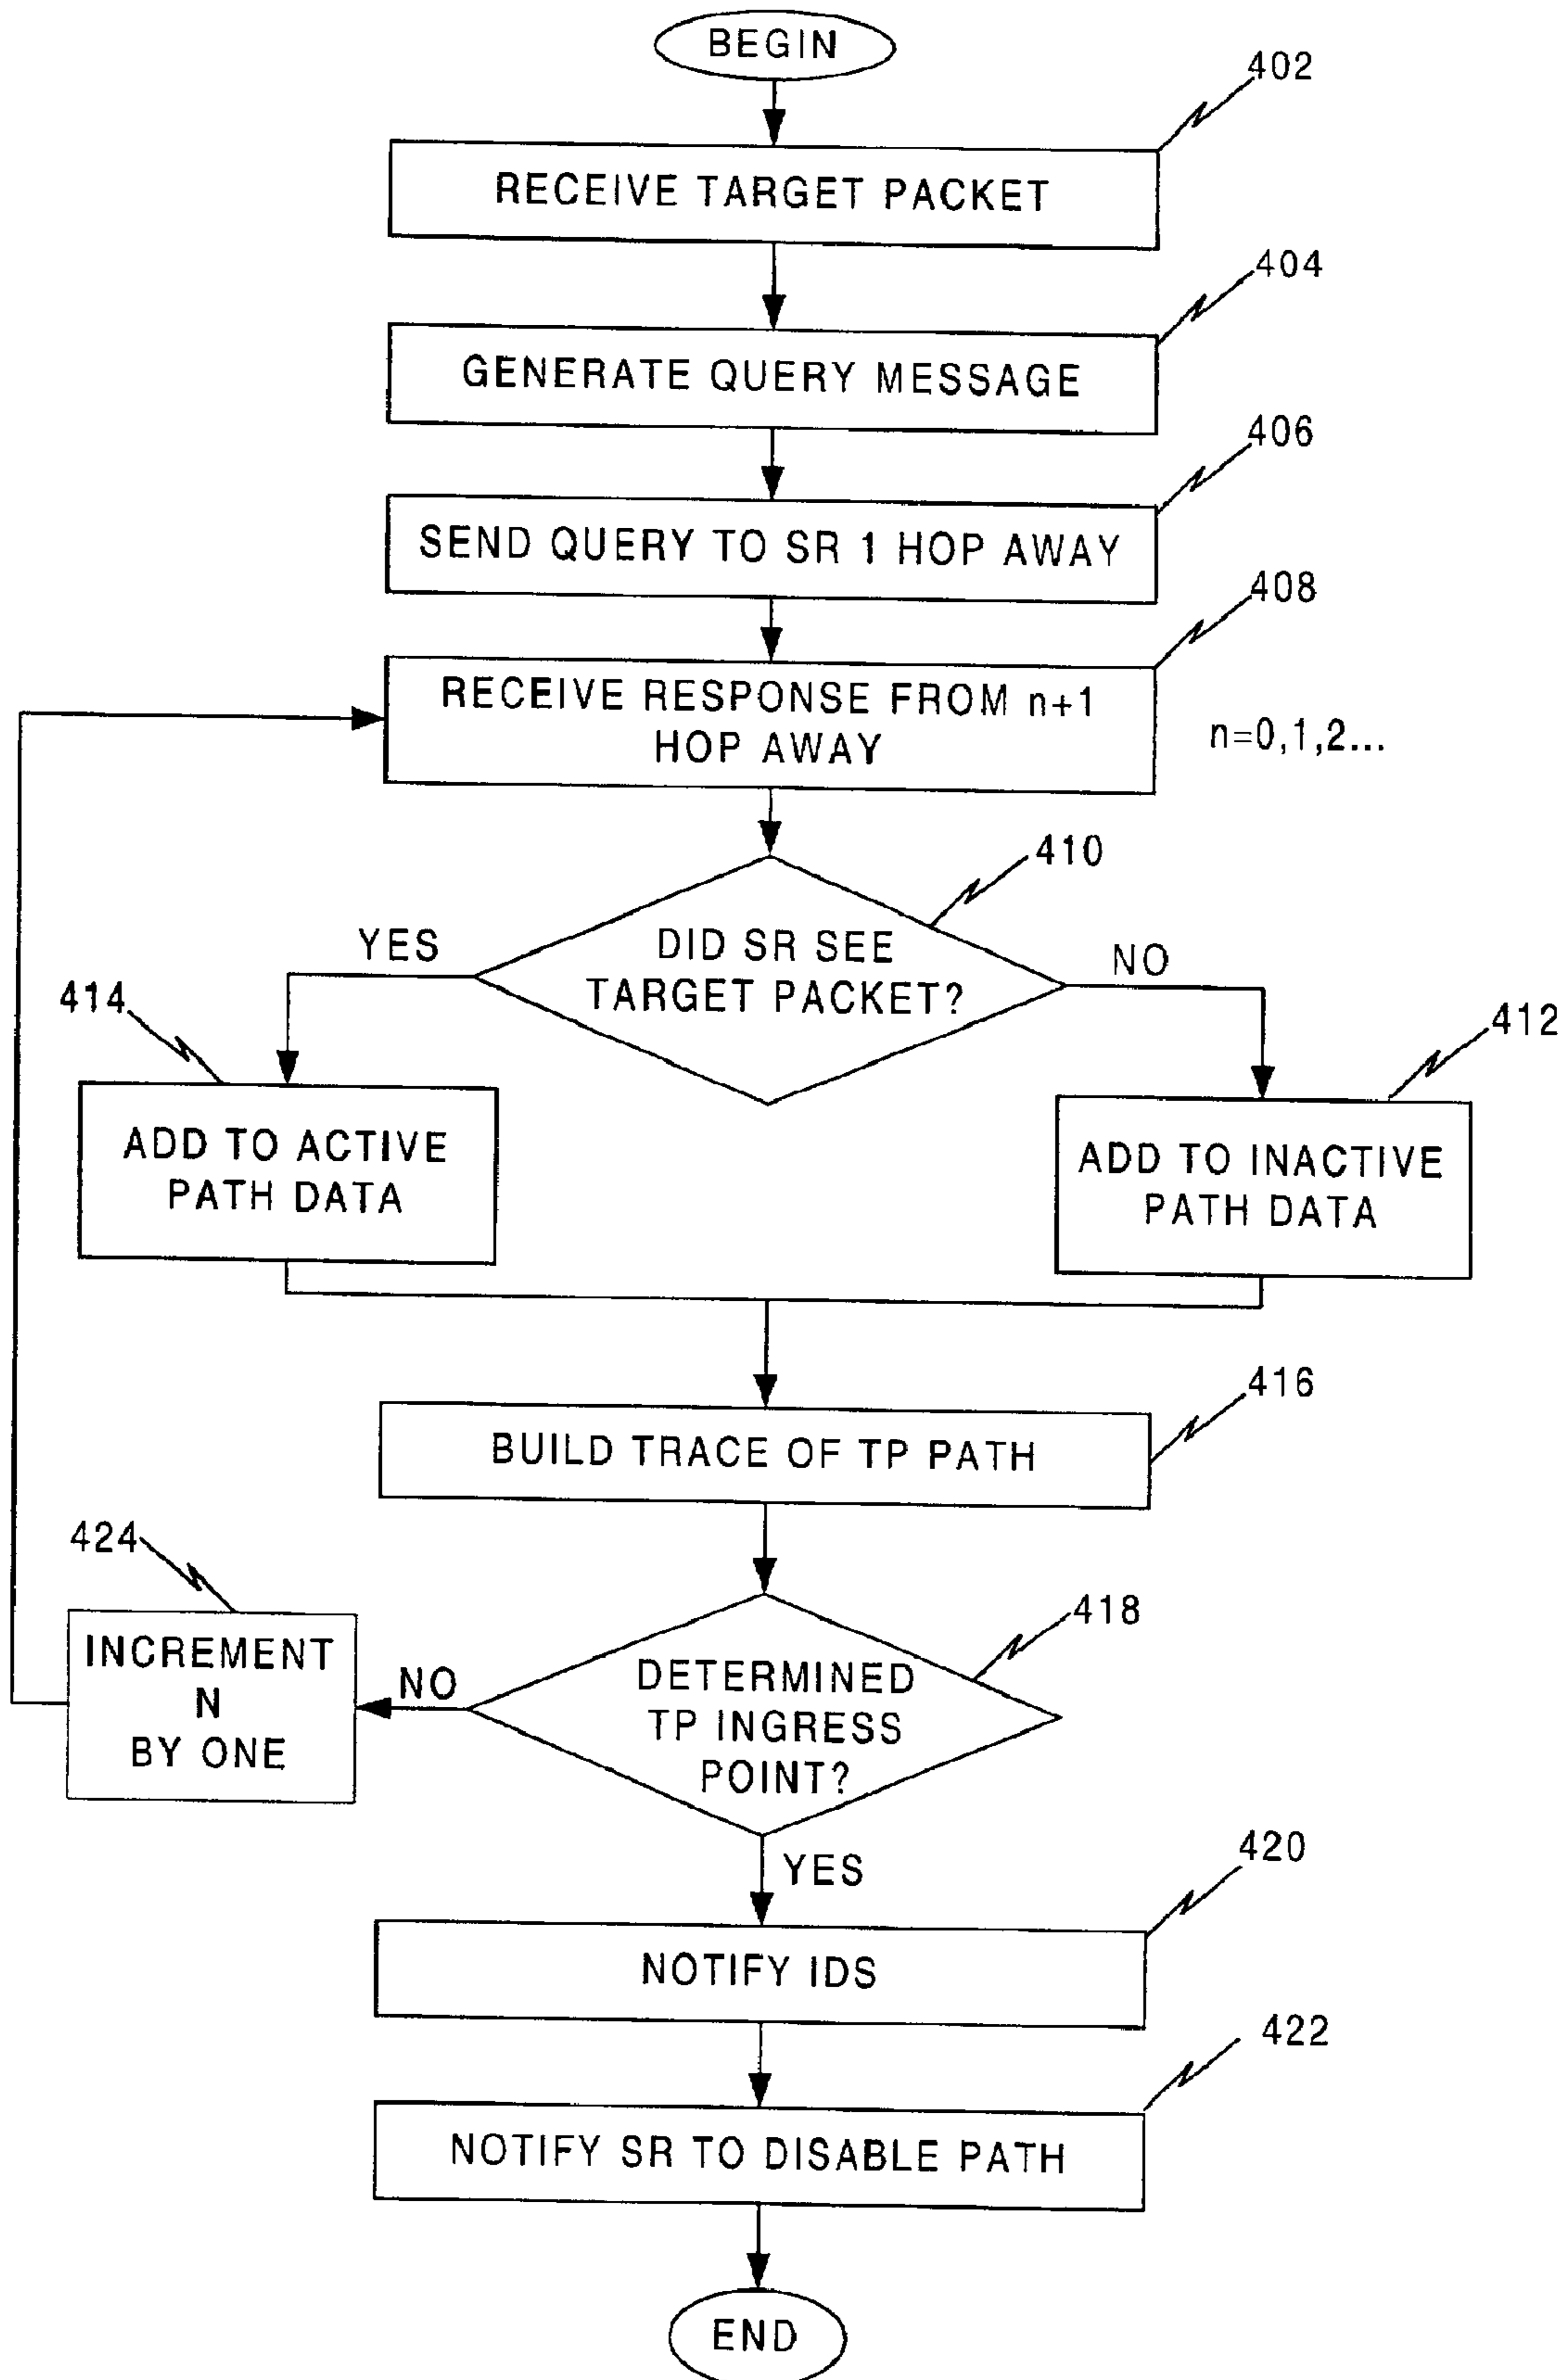 BEGIN
402
RECEIVE TARGET PACKET
404
GENERATE QUERY MESSAGE
406
SEND QUERY TO SR 1 HOP AWAY
408
RECEIVE RESPONSE FROM n+1
HOP AWAY
n=0,1,2...
410
DID SR SEE
TARGET PACKET?
YES
NO
414
412
ADD TO ACTIVE
PATH DATA
ADD TO INACTIVE
PATH DATA
416
BUILD TRACE OF TP PATH
424
418
INCREMENT
N
BY ONE
NO
DETERMINED
TP INGRESS
POINT?
YES
420
NOTIFY IDS
422
NOTIFY SR TO DISABLE PATH
END